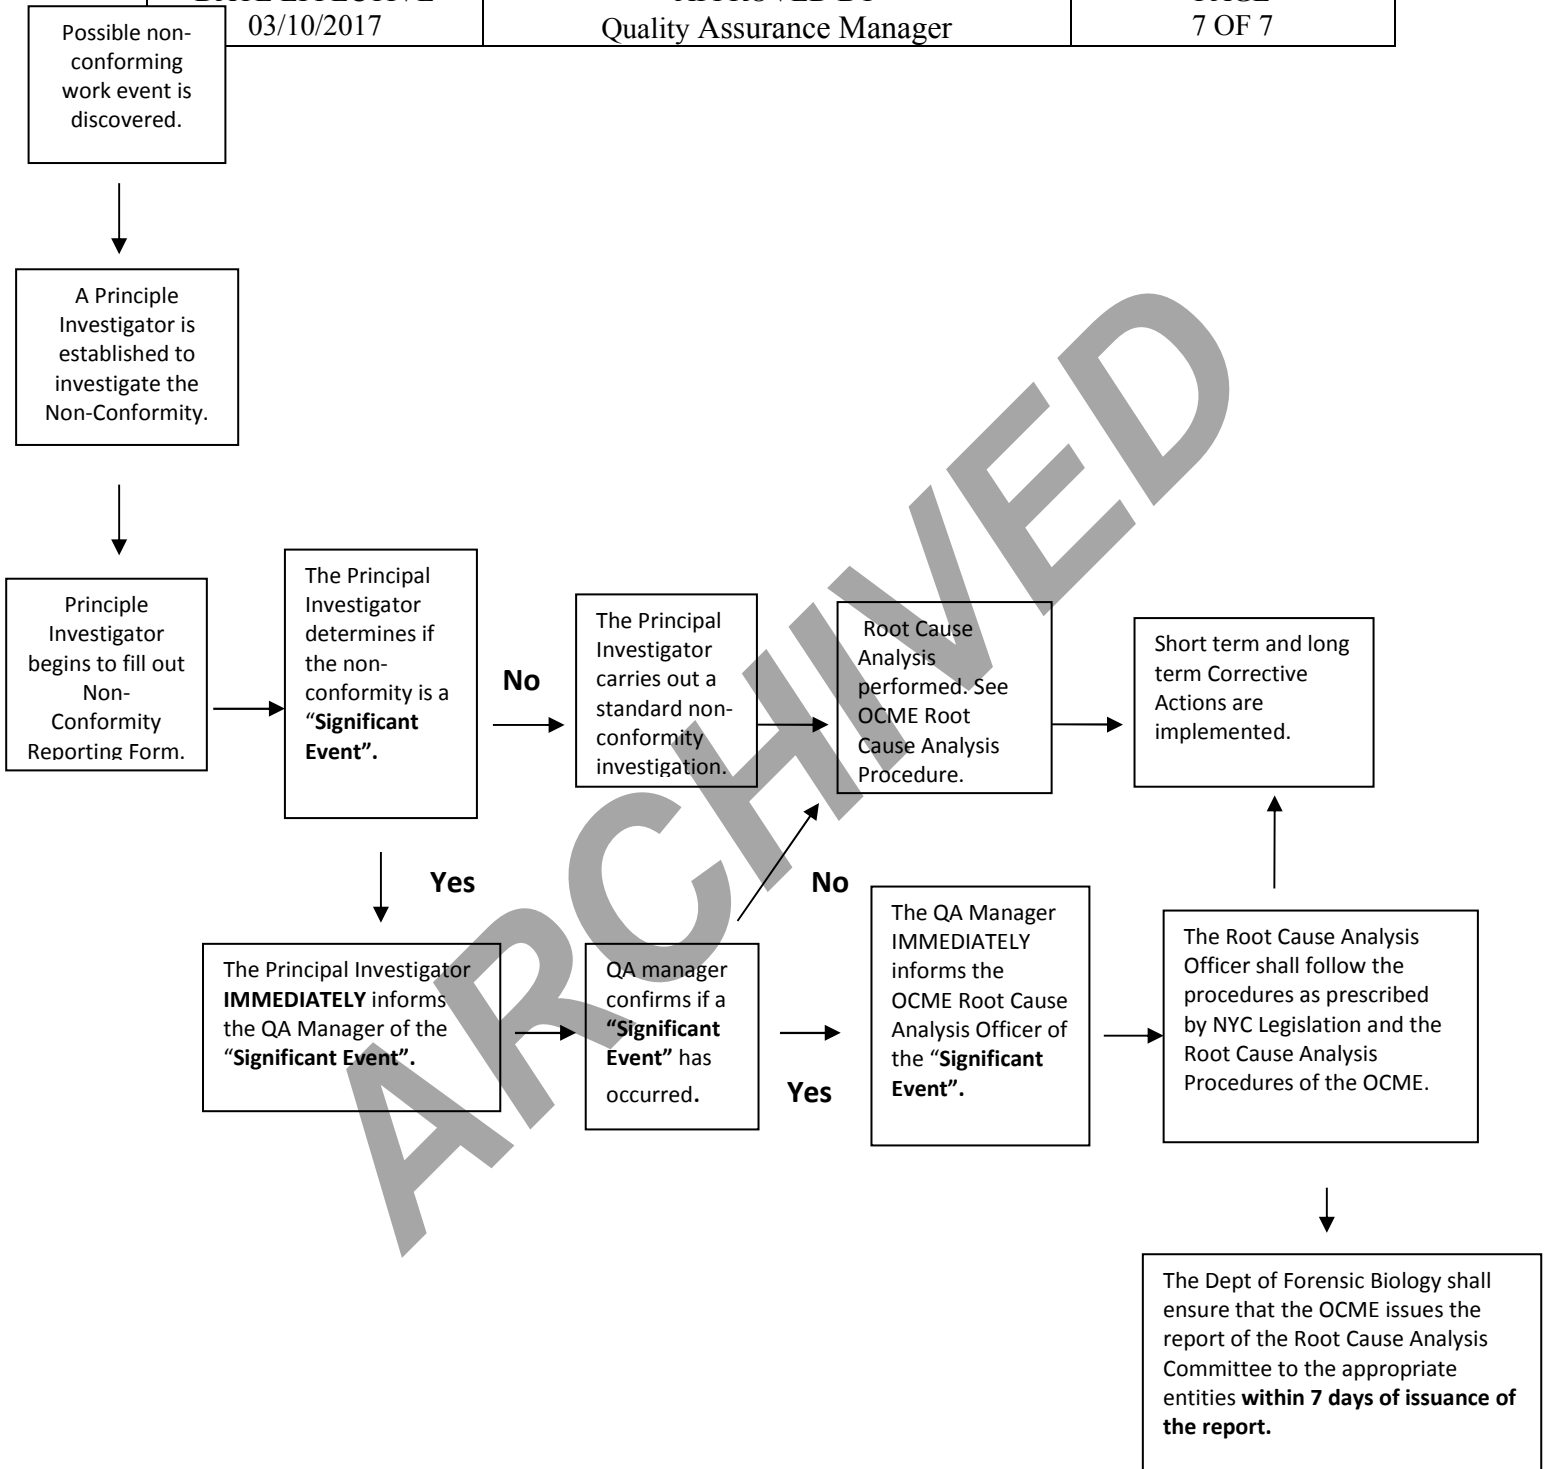 DATE EFFECTIVE
APPROVED BY
PAGE
03/10/2017
Quality Assurance Manager
7 OF 7
Possible non-
conforming
work event is
discovered.
A Principle
Investigator is
established to
investigate the
Non-Conformity.
Principle
Investigator
begins to fill out
Non-
Conformity
Reporting Form.
The Principal
Investigator
determines if
the non-
conformity is a
“Significant
Event”.
No
The Principal
Investigator
carries out a
standard non-
conformity
investigation.
Root Cause
Analysis
performed. See
OCME Root
Cause Analysis
Procedure.
Short term and long
term Corrective
Actions are
implemented.
Yes
The Principal Investigator
IMMEDIATELY informs
the QA Manager of the
“Significant Event”.
QA manager
confirms if a
“Significant
Event” has
occurred.
No
Yes
The QA Manager
IMMEDIATELY
informs the
OCME Root Cause
Analysis Officer of
the “Significant
Event”.
The Root Cause Analysis
Officer shall follow the
procedures as prescribed
by NYC Legislation and the
Root Cause Analysis
Procedures of the OCME.
The Dept of Forensic Biology shall
ensure that the OCME issues the
report of the Root Cause Analysis
Committee to the appropriate
entities within 7 days of issuance of
the report.
ARCHIVED